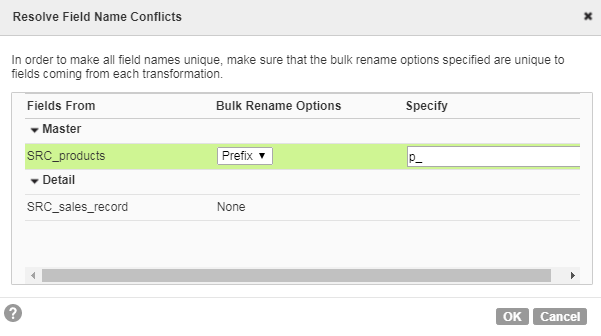 Resolve Field Name Conflicts
In order to make all field names unique, make sure that the bulk rename options specified are unique to
fields coming from each transformation.
Fields From Bulk Rename Options Specify
Master
SRC_products Prefix p_
Detail
SRC_sales_record None
? OK Cancel